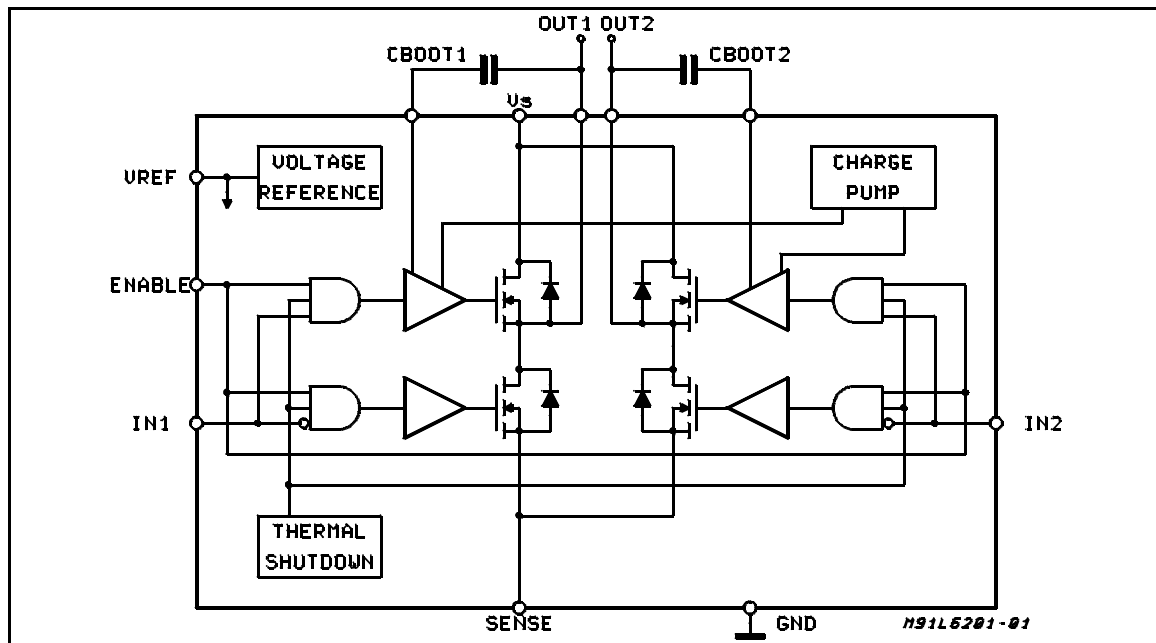 OUT1 OUT2
CBOOT1
CBOOT2
Vs
VREF
VOLTAGE
REFERENCE
CHARGE
PUMP
ENABLE
IN1
IN2
THERMAL
SHUTDOWN
SENSE
GND
M91L6201-01